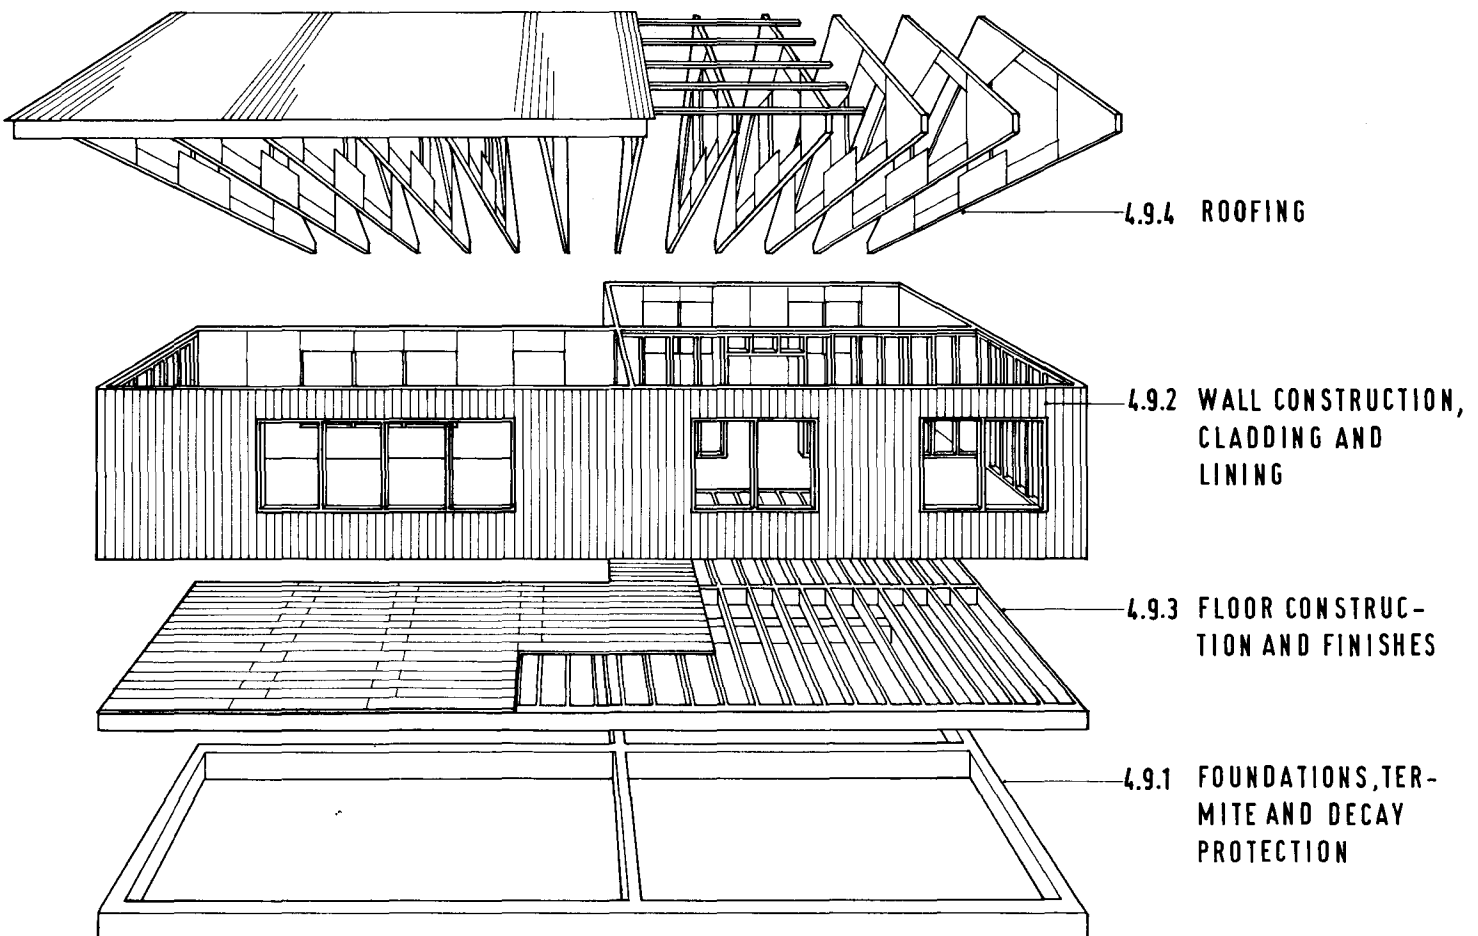 4.9.4 ROOFING
4.9.2 WALL CONSTRUCTION,
CLADDING AND
LINING
4.9.3 FLOOR CONSTRUC-
TION AND FINISHES
4.9.1 FOUNDATIONS, TER-
MITE AND DECAY
PROTECTION